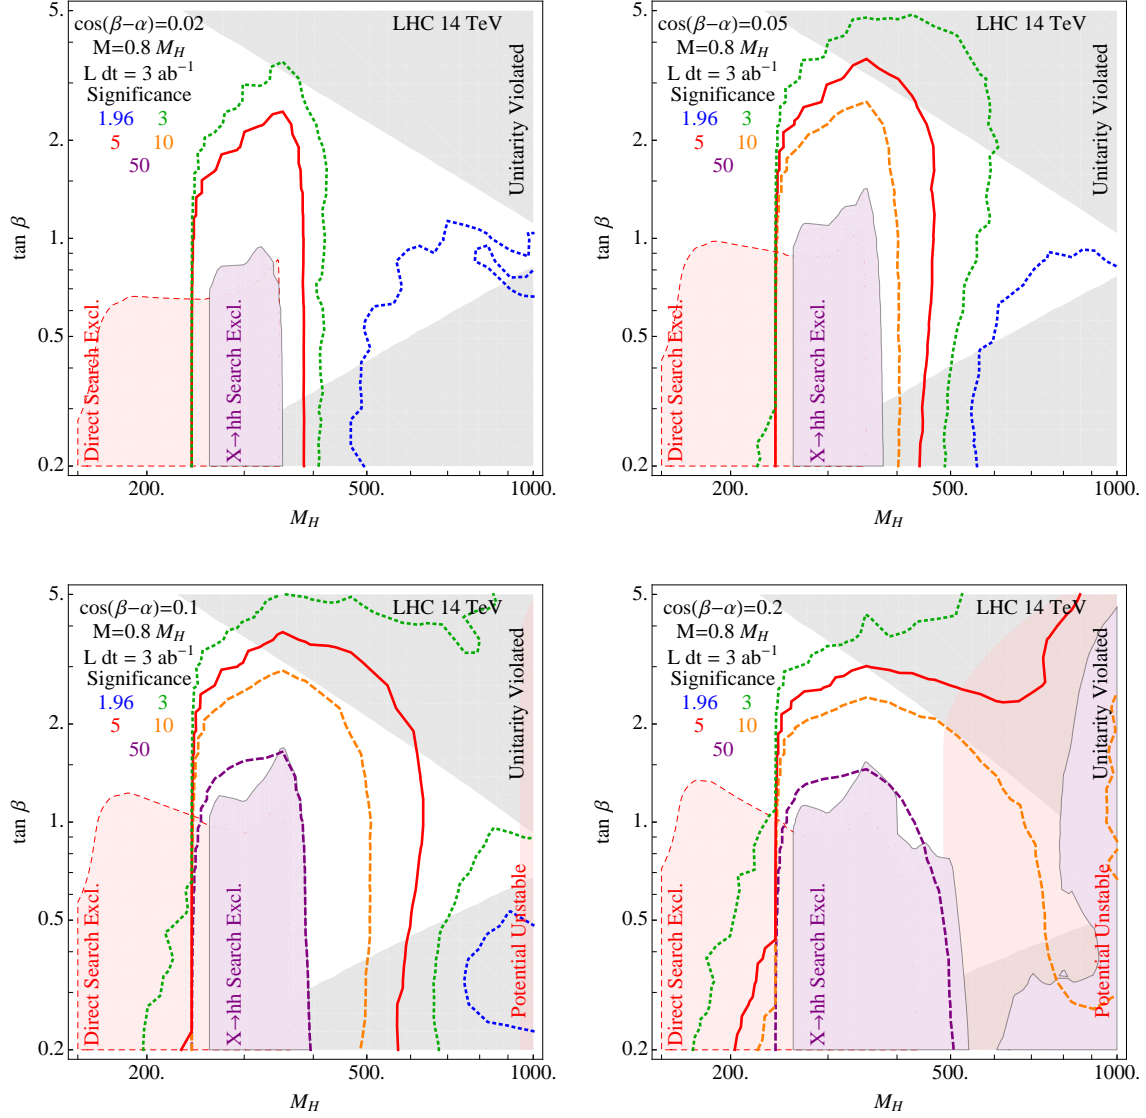 cos(β−α)=0.02
M=0.8 M_H
L dt = 3 ab⁻¹
Significance
1.96 3
5 10
50
LHC 14 TeV
Unitarity Violated
Direct Search Excl.
X→hh Search Excl.
tan β
5.
2.
1.
0.5
0.2
200. 500. 1000.
M_H
cos(β−α)=0.05
M=0.8 M_H
L dt = 3 ab⁻¹
Significance
1.96 3
5 10
50
LHC 14 TeV
Unitarity Violated
Direct Search Excl.
X→hh Search Excl.
tan β
5.
2.
1.
0.5
0.2
200. 500. 1000.
M_H
cos(β−α)=0.1
M=0.8 M_H
L dt = 3 ab⁻¹
Significance
1.96 3
5 10
50
LHC 14 TeV
Unitarity Violated
Potential Unstable
Direct Search Excl.
X→hh Search Excl.
tan β
5.
2.
1.
0.5
0.2
200. 500. 1000.
M_H
cos(β−α)=0.2
M=0.8 M_H
L dt = 3 ab⁻¹
Significance
1.96 3
5 10
50
LHC 14 TeV
Unitarity Violated
Potential Unstable
Direct Search Excl.
X→hh Search Excl.
tan β
5.
2.
1.
0.5
0.2
200. 500. 1000.
M_H